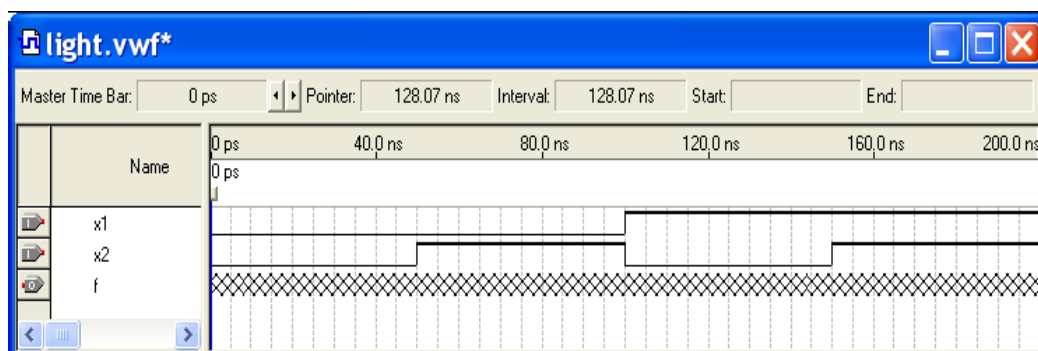 light.vwf*
Master Time Bar: 0 ps Pointer: 128.07 ns Interval: 128.07 ns Start: End:
Name
0 ps 40.0 ns 80.0 ns 120.0 ns 160.0 ns 200.0 ns
0 ps
x1
x2
f